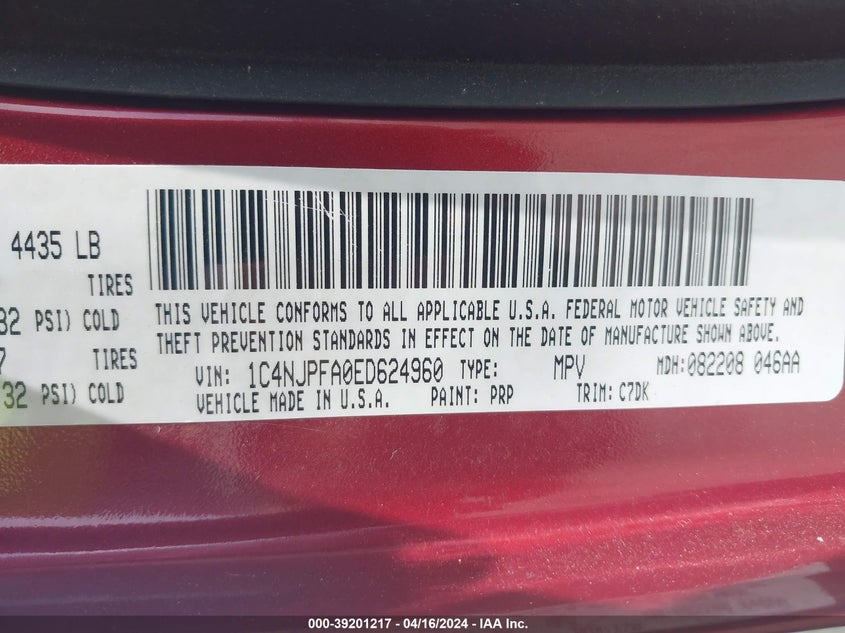 4435 LB
TIRES
32 PSI) COLD
7 TIRES
32 PSI) COLD
THIS VEHICLE CONFORMS TO ALL APPLICABLE U.S.A. FEDERAL MOTOR VEHICLE SAFETY AND
THEFT PREVENTION STANDARDS IN EFFECT ON THE DATE OF MANUFACTURE SHOWN ABOVE.
VIN: 1C4NJPFA0ED624960 TYPE: MPV MDH:082208 046AA
VEHICLE MADE IN U.S.A. PAINT: PRP TRIM: C7DK
000-39201217 - 04/16/2024 - IAA Inc.